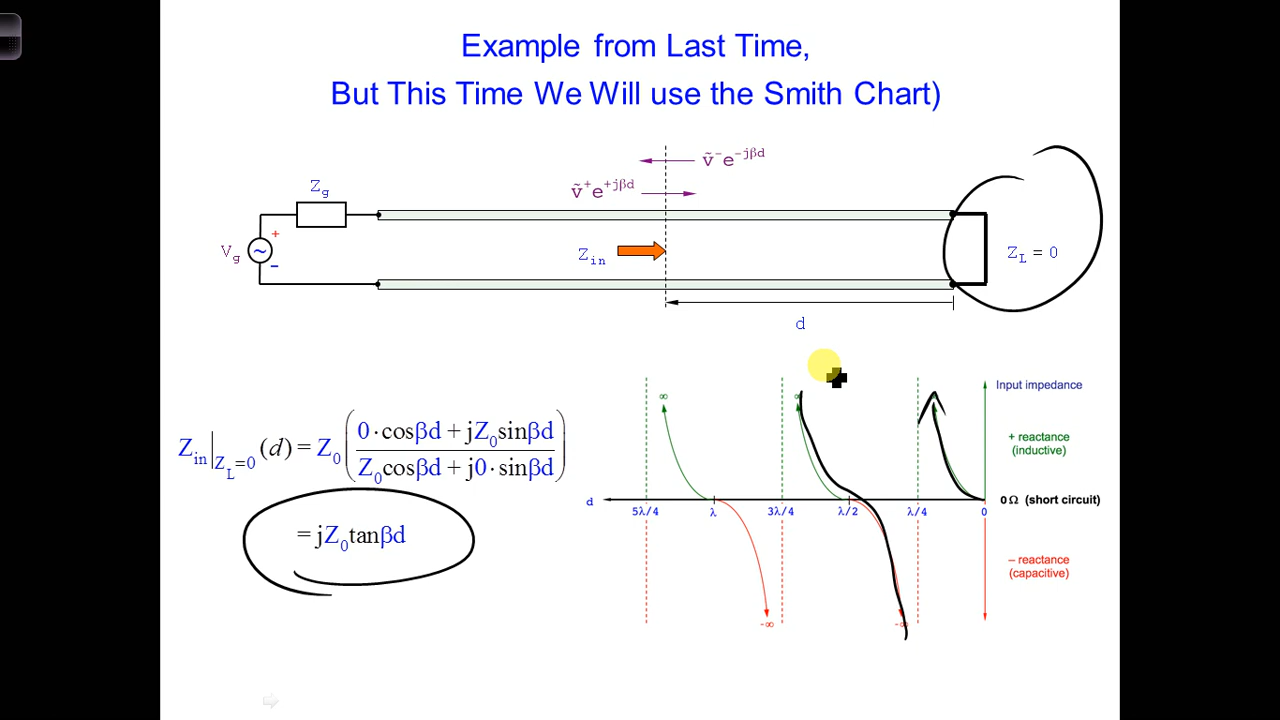 Example from Last Time,
But This Time We Will use the Smith Chart)
ṽ⁻e^{-jβd}
ṽ⁺e^{+jβd}
Z_g
+
V_g
~
−
Z_in
Z_L = 0
d
Z_in|_{Z_L=0} (d) = Z_0 ( (0·cosβd + jZ_0sinβd) / (Z_0cosβd + j0·sinβd) )
= jZ_0tanβd
Input impedance
∞ ∞
+ reactance
(inductive)
d
0 Ω (short circuit)
5λ/4 λ 3λ/4 λ/2 λ/4 0
– reactance
(capacitive)
-∞ -∞